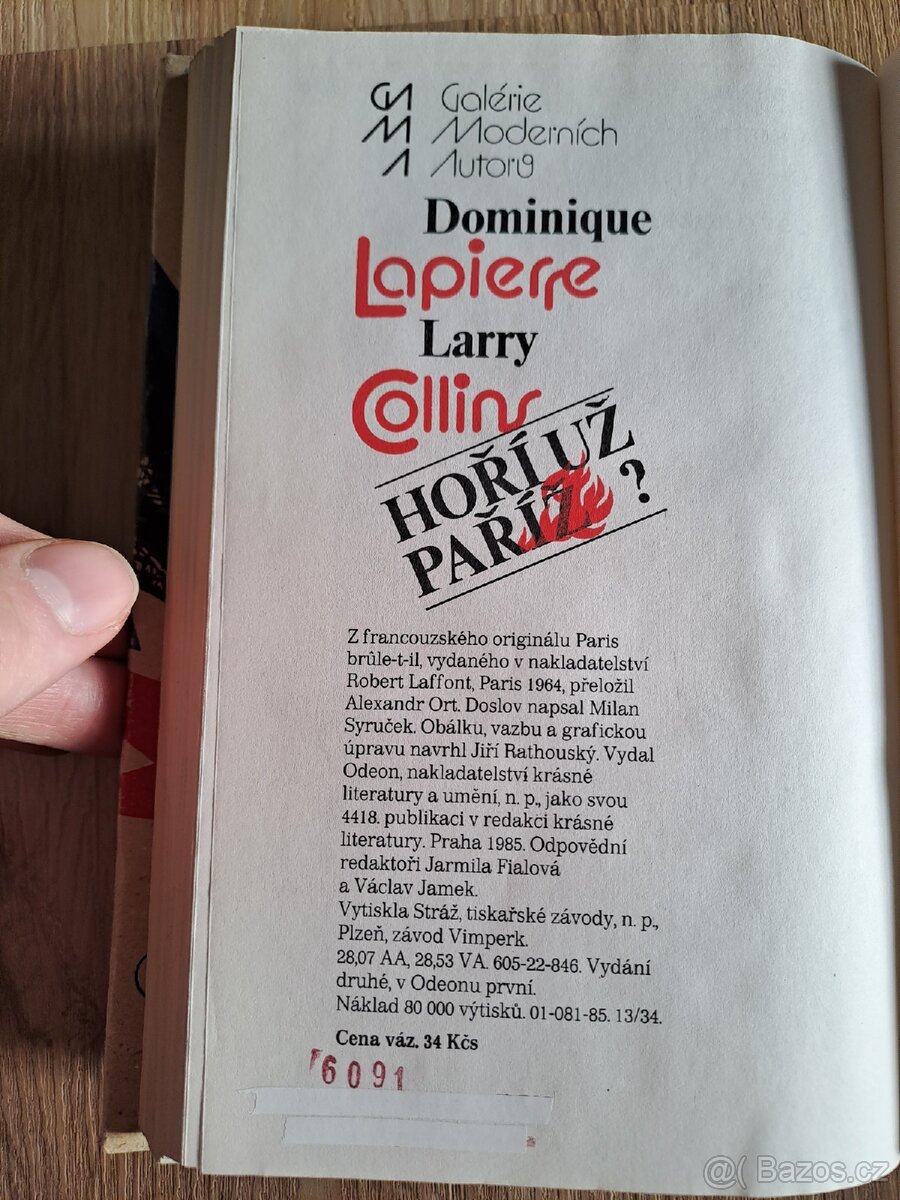 GM Galérie
M Moderních
A Autorů
Dominique
Lapierre
Larry
Collins
HOŘÍ UŽ
PAŘÍŽ ?
Z francouzského originálu Paris
brûle-t-il, vydaného v nakladatelství
Robert Laffont, Paris 1964, přeložil
Alexandr Ort. Doslov napsal Milan
Syruček. Obálku, vazbu a grafickou
úpravu navrhl Jiří Rathouský. Vydal
Odeon, nakladatelství krásné
literatury a umění, n. p., jako svou
4418. publikaci v redakci krásné
literatury. Praha 1985. Odpovědní
redaktoři Jarmila Fialová
a Václav Jamek.
Vytiskla Stráž, tiskařské závody, n. p.,
Plzeň, závod Vimperk.
28,07 AA, 28,53 VA. 605-22-846. Vydání
druhé, v Odeonu první.
Náklad 80 000 výtisků. 01-081-85. 13/34.
Cena váz. 34 Kčs
6091
@( Bazos.cz